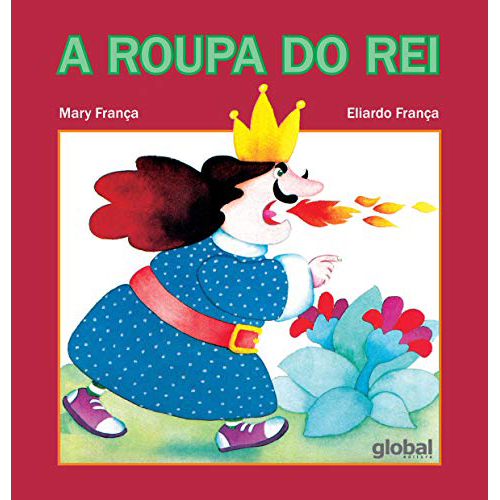 A ROUPA DO REI
Mary França
Eliardo França
global
editora